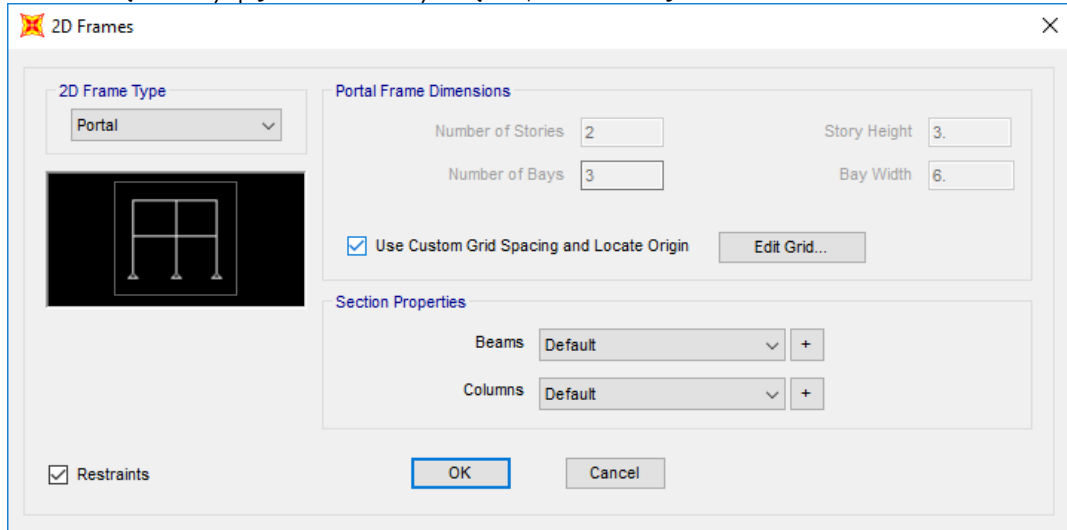 2D Frames
2D Frame Type
Portal
Portal Frame Dimensions
Number of Stories 2 Story Height 3.
Number of Bays 3 Bay Width 6.
Use Custom Grid Spacing and Locate Origin Edit Grid...
Section Properties
Beams Default +
Columns Default +
Restraints OK Cancel